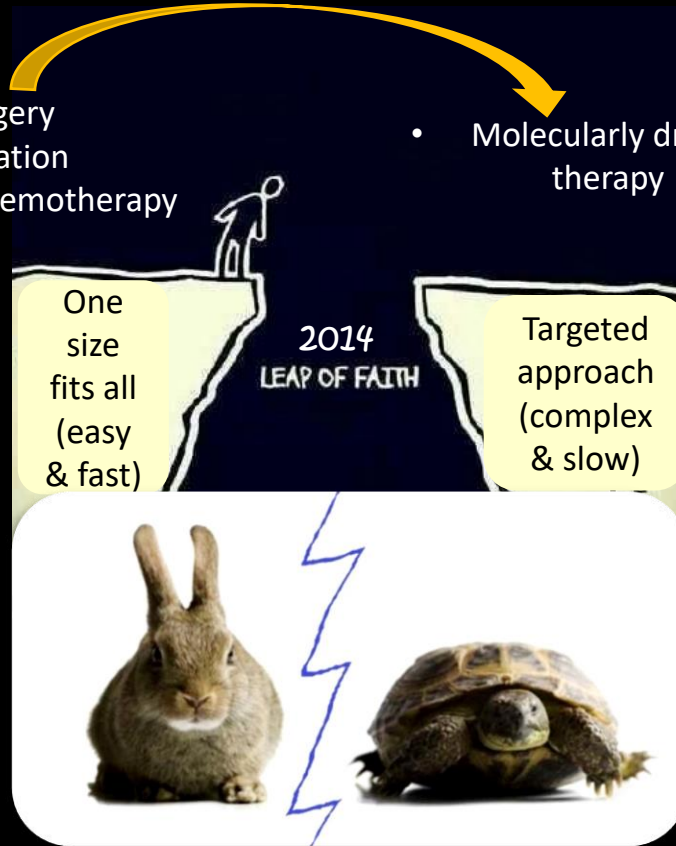 gery
ation
emotherapy
• Molecularly dr
therapy
One
size
fits all
(easy
& fast)
2014
LEAP OF FAITH
Targeted
approach
(complex
& slow)